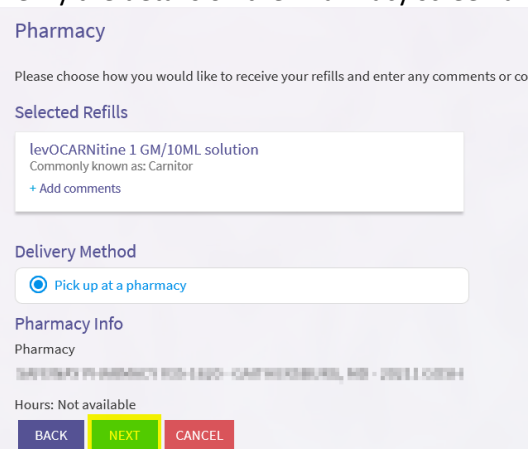 Pharmacy
Please choose how you would like to receive your refills and enter any comments or co
Selected Refills
levOCARNitine 1 GM/10ML solution
Commonly known as: Carnitor
+ Add comments
Delivery Method
Pick up at a pharmacy
Pharmacy Info
Pharmacy
Hours: Not available
BACK NEXT CANCEL